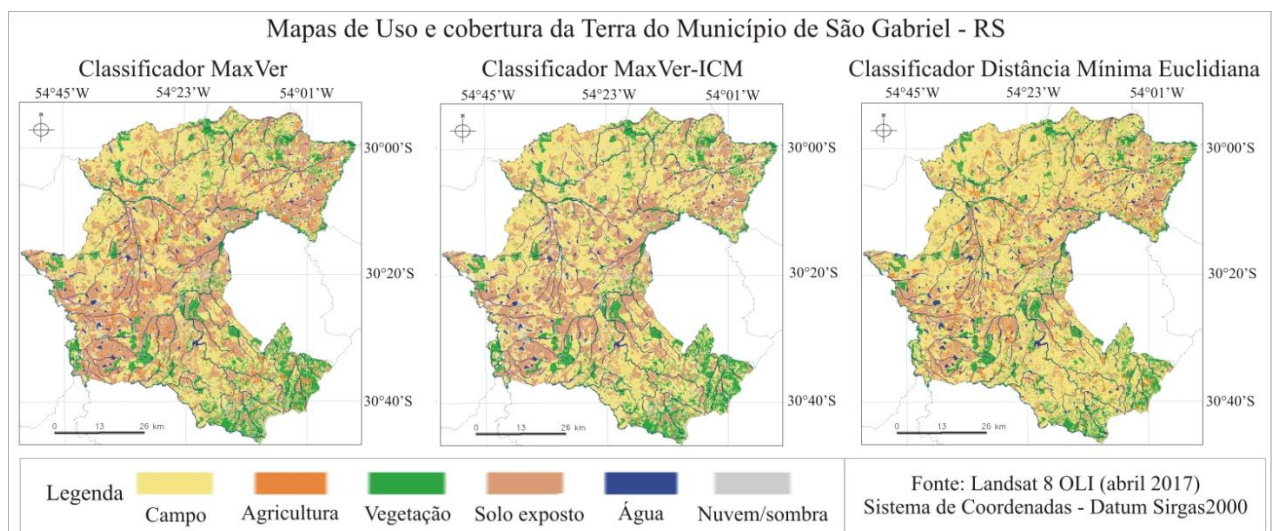 Mapas de Uso e cobertura da Terra do Município de São Gabriel - RS
Classificador MaxVer
54°45'W 54°23'W 54°01'W
30°00'S
30°20'S
30°40'S
0 13 26 km
Classificador MaxVer-ICM
54°45'W 54°23'W 54°01'W
30°00'S
30°20'S
30°40'S
0 13 26 km
Classificador Distância Mínima Euclidiana
54°45'W 54°23'W 54°01'W
30°00'S
30°20'S
30°40'S
0 13 26 km
Legenda
Campo Agricultura Vegetação Solo exposto Água Nuvem/sombra
Fonte: Landsat 8 OLI (abril 2017)
Sistema de Coordenadas - Datum Sirgas2000